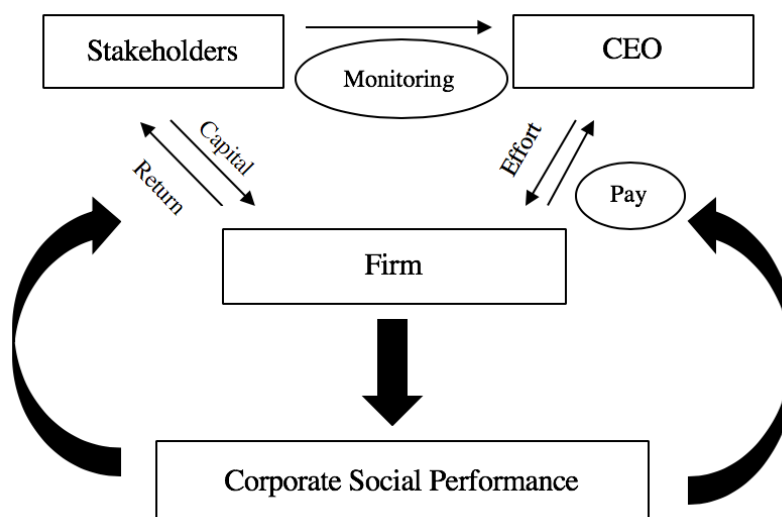 Stakeholders
CEO
Monitoring
Capital
Return
Effort
Pay
Firm
Corporate Social Performance